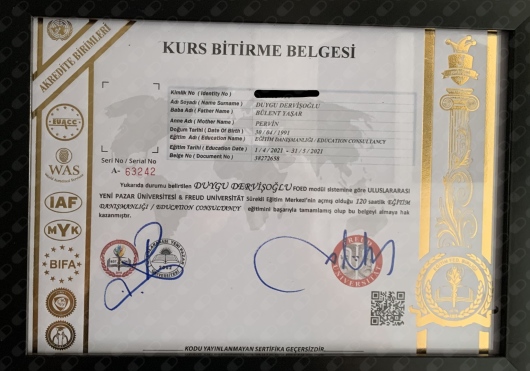 AKREDİTE BİRİMLERİ
KURS BİTİRME BELGESİ
Kimlik No ( Identity No )
Adı Soyadı ( Name Surname ) DUYGU DERVİŞOĞLU
Baba Adı ( Father Name ) BÜLENT YAŞAR
Anne Adı ( Mother Name ) PERVİN
Doğum Tarihi ( Date Of Birth ) 30 / 04 / 1991
Eğitim Adı ( Education Name ) EĞİTİM DANIŞMANLIĞI / EDUCATION CONSULTANCY
Eğitim Tarihi ( Education Date ) 1 / 4 / 2021 - 31 / 5 / 2021
Belge No ( Document No ) 38272658
Seri No / Serial No
A- 63242
Yukarıda durumu belirtilen DUYGU DERVİŞOĞLU FOED modül sistemine göre ULUSLARARASI
YENİ PAZAR ÜNİVERSİTESİ & FREUD ÜNİVERSİTAT Sürekli Eğitim Merkezi'nin açmış olduğu 120 saatlik EĞİTİM
DANIŞMANLIĞI / EDUCATION CONSULTANCY eğitimini başarıyla tamamlamış olup bu belgeyi almaya hak
kazanmıştır.
EUACC
WAS
IAF
MYK
BIFA
KODU YAYINLANMAYAN SERTİFİKA GEÇERSİZDİR